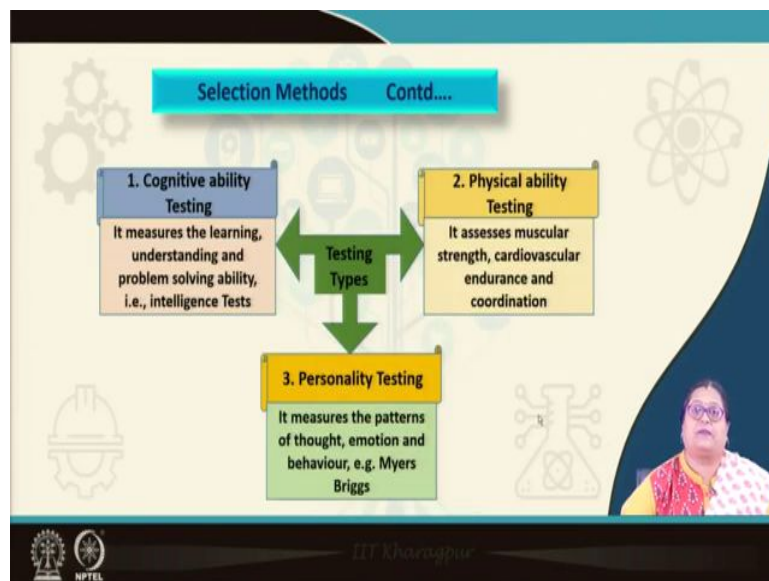 Selection Methods Contd....
1. Cognitive ability
Testing
It measures the learning,
understanding and
problem solving ability,
i.e., intelligence Tests
Testing
Types
2. Physical ability
Testing
It assesses muscular
strength, cardiovascular
endurance and
coordination
3. Personality Testing
It measures the patterns
of thought, emotion and
behaviour, e.g. Myers
Briggs
NPTEL
IIT Kharagpur